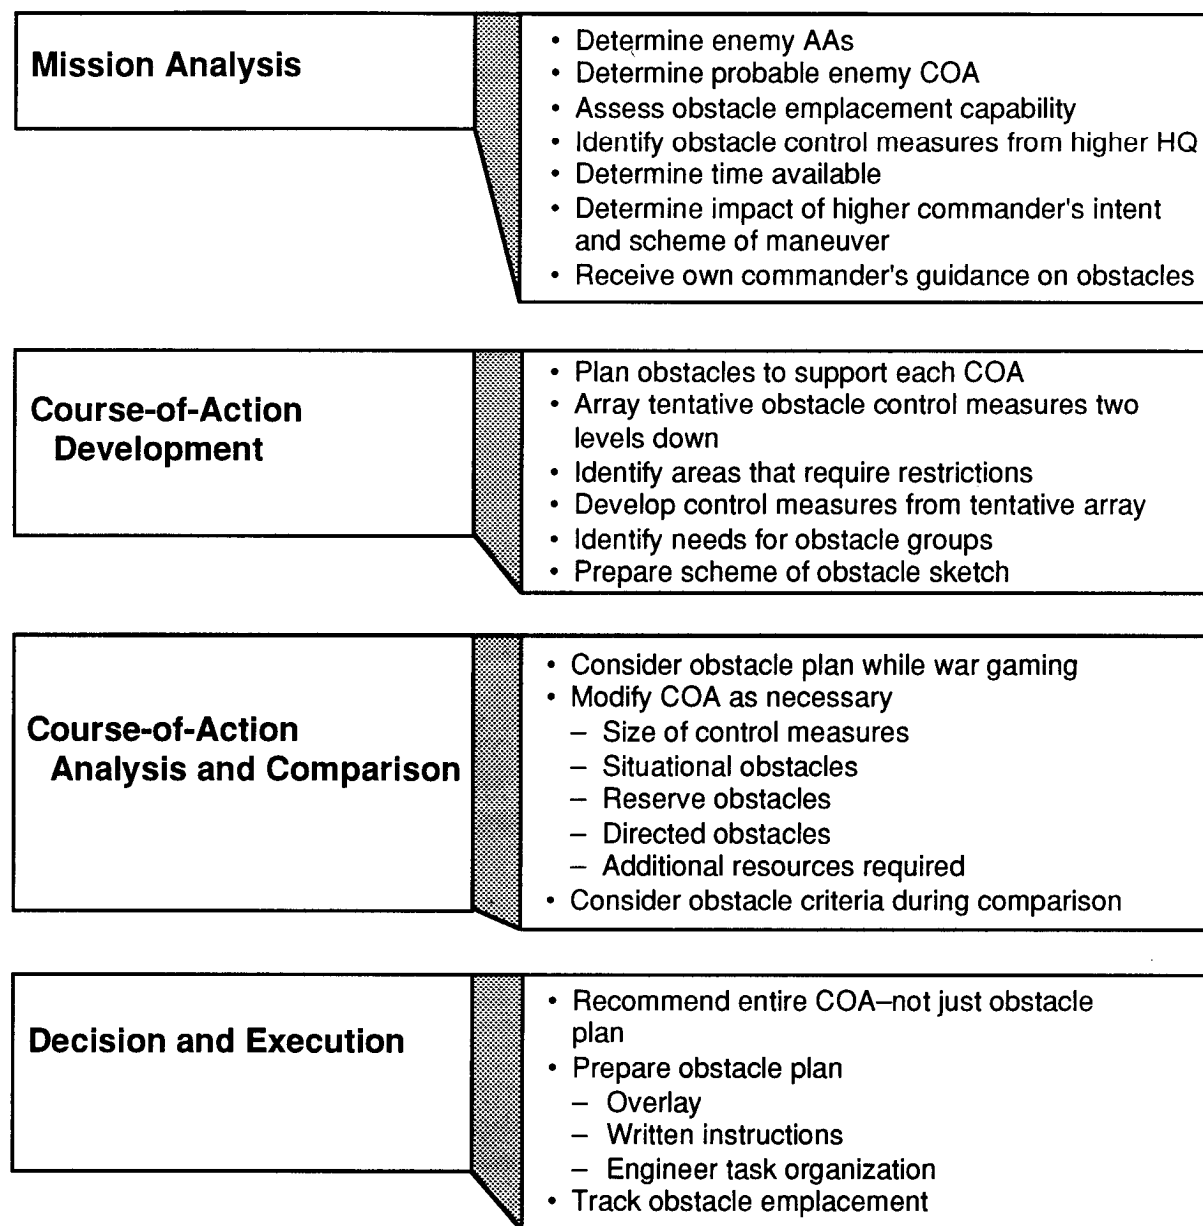 Mission Analysis
• Determine enemy AAs
• Determine probable enemy COA
• Assess obstacle emplacement capability
• Identify obstacle control measures from higher HQ
• Determine time available
• Determine impact of higher commander's intent
and scheme of maneuver
• Receive own commander's guidance on obstacles
Course-of-Action
Development
• Plan obstacles to support each COA
• Array tentative obstacle control measures two
levels down
• Identify areas that require restrictions
• Develop control measures from tentative array
• Identify needs for obstacle groups
• Prepare scheme of obstacle sketch
Course-of-Action
Analysis and Comparison
• Consider obstacle plan while war gaming
• Modify COA as necessary
– Size of control measures
– Situational obstacles
– Reserve obstacles
– Directed obstacles
– Additional resources required
• Consider obstacle criteria during comparison
Decision and Execution
• Recommend entire COA–not just obstacle
plan
• Prepare obstacle plan
– Overlay
– Written instructions
– Engineer task organization
• Track obstacle emplacement